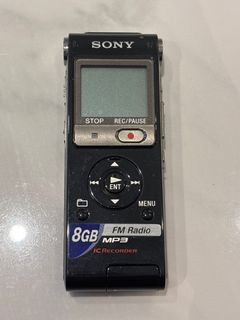 SONY
STOP REC/PAUSE
ENT
MENU
8GB FM Radio
MP3
IC RECORDER